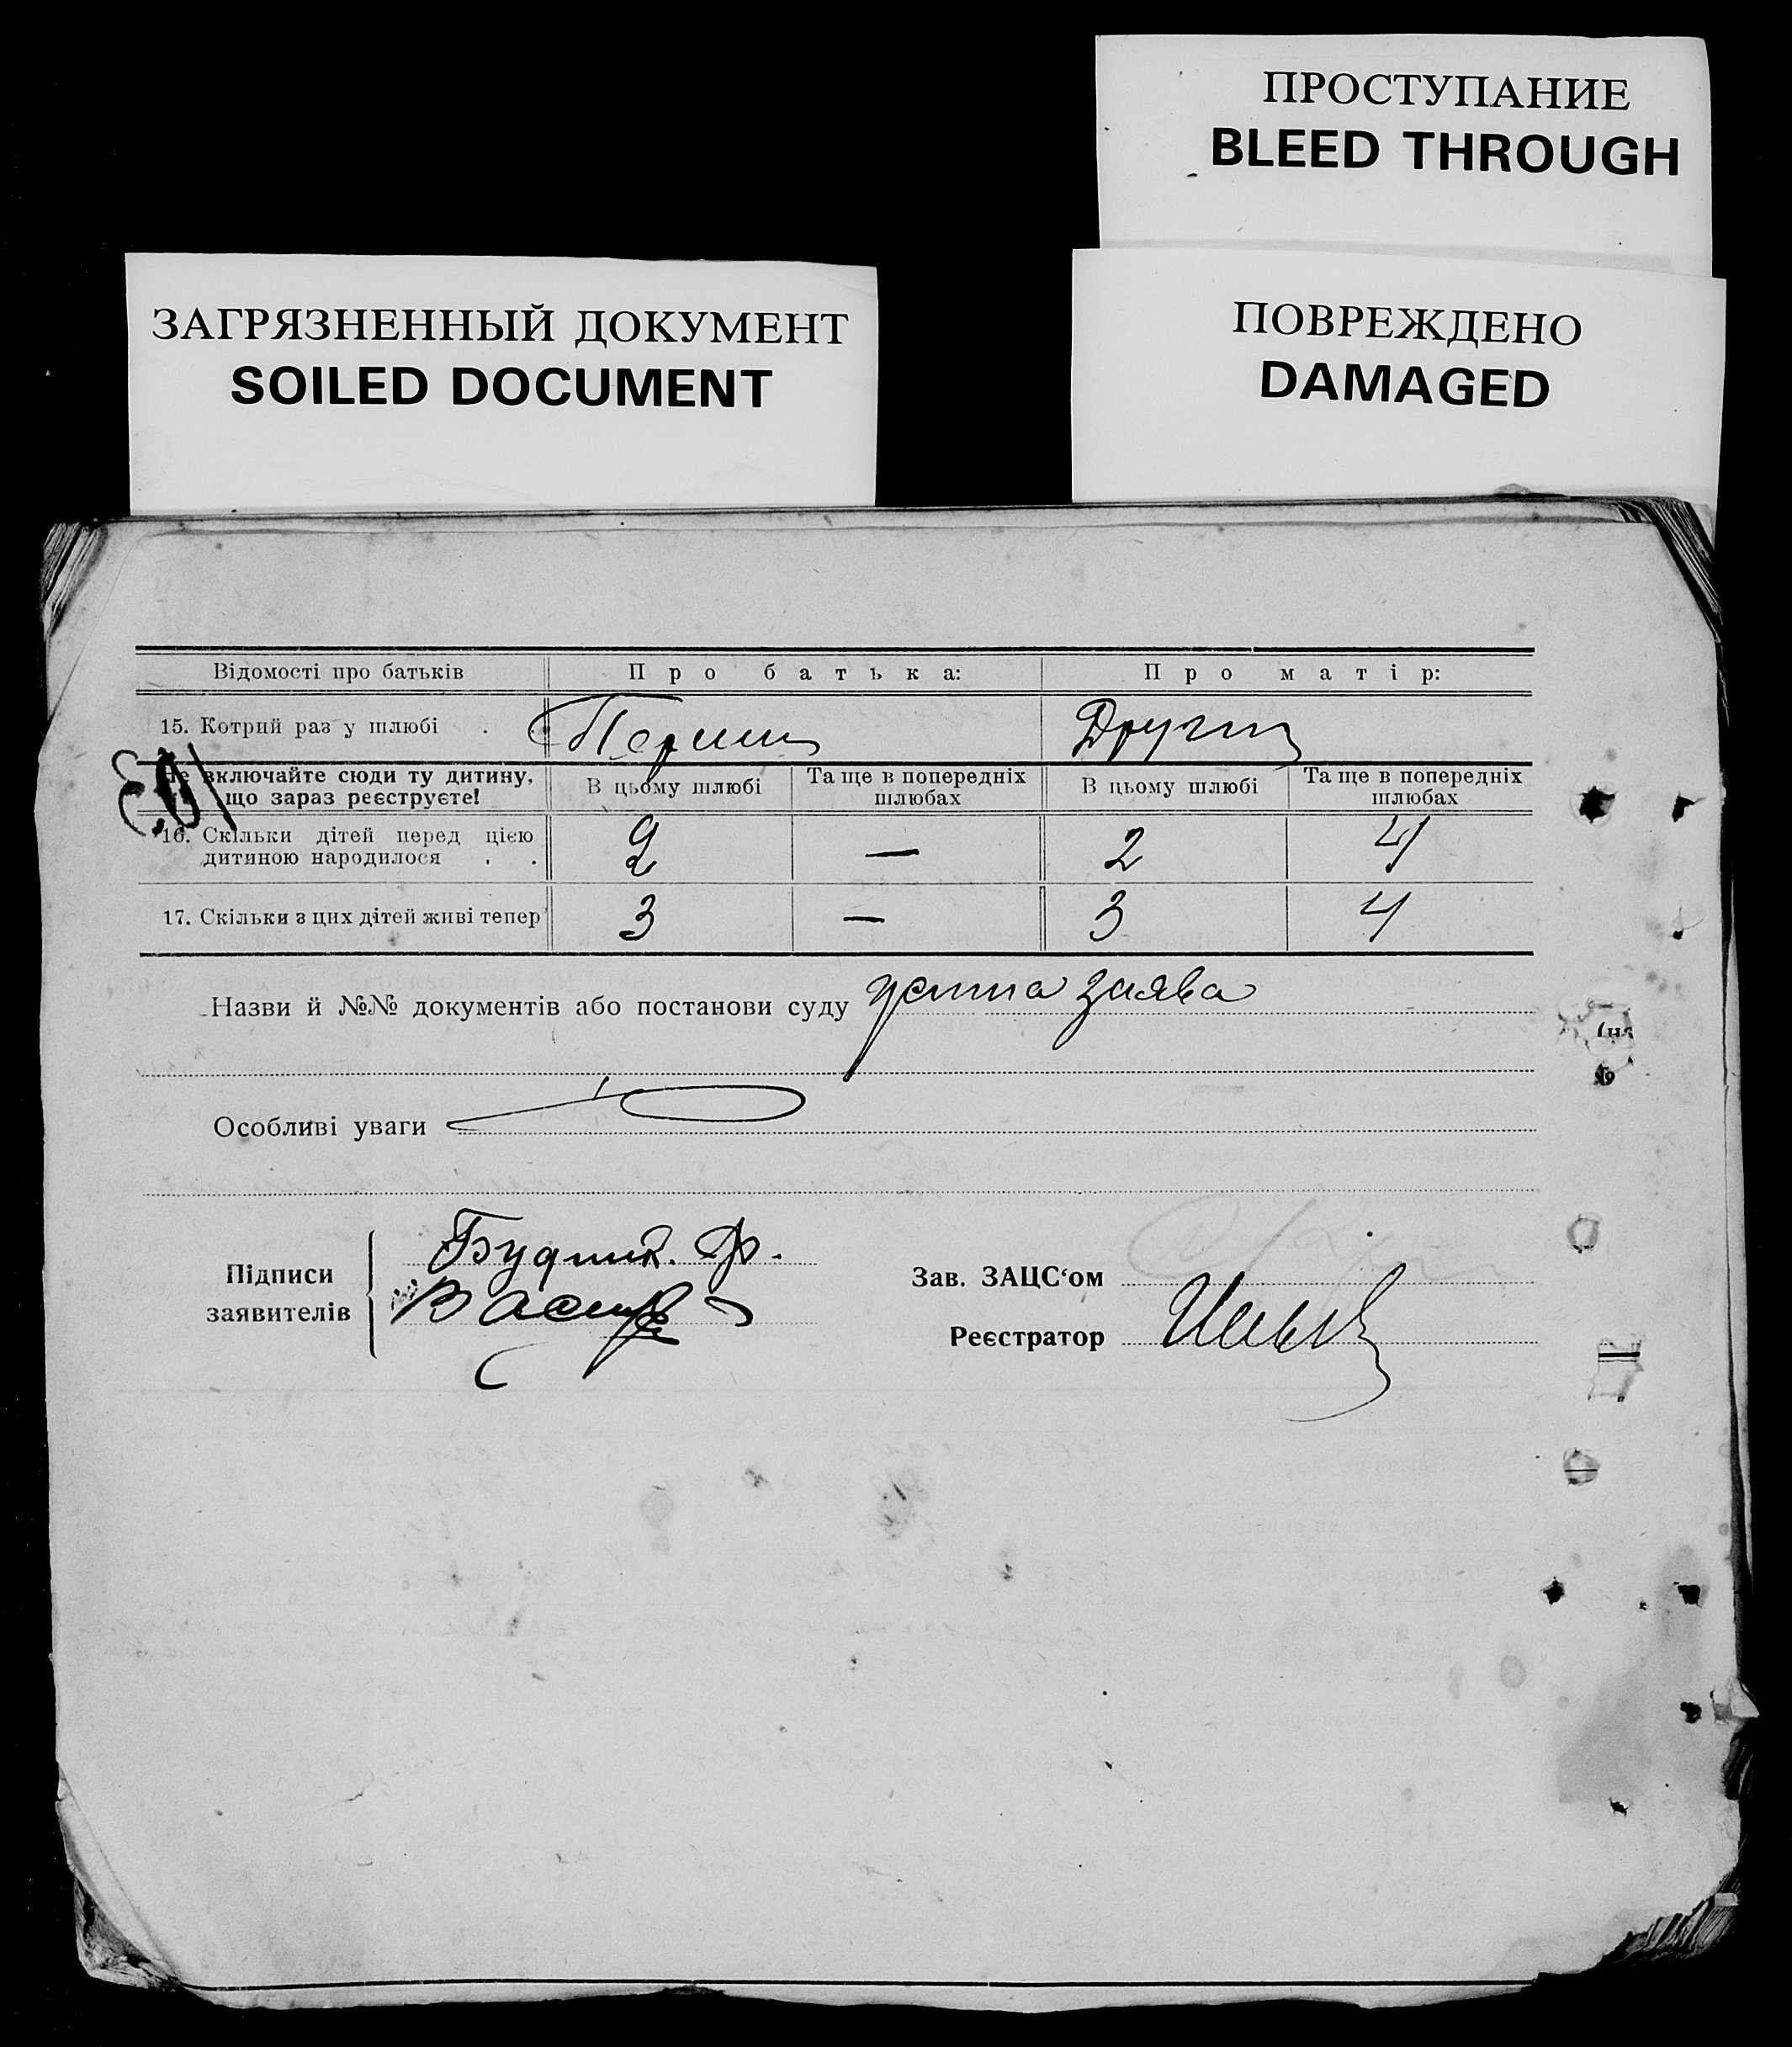 ПРОСТУПАНИЕ
BLEED THROUGH
ЗАГРЯЗНЕННЫЙ ДОКУМЕНТ
SOILED DOCUMENT
ПОВРЕЖДЕНО
DAMAGED
Відомості про батьків Про батька: Про матір:
15. Котрий раз у шлюбі . . Перший Другий
Не включайте сюди ту дитину, що зараз реєструєте! В цьому шлюбі Та ще в попередніх шлюбах В цьому шлюбі Та ще в попередніх шлюбах
16. Скільки дітей перед цією
дитиною народилося . . 2 — 2 4
17. Скільки з цих дітей живі тепер 3 — 3 4
Назви й №№ документів або постанови суду устна заява
Особливі уваги
Підписи
заявителів
Будник. Ф.
Зав. ЗАЦС‘ом
Реєстратор